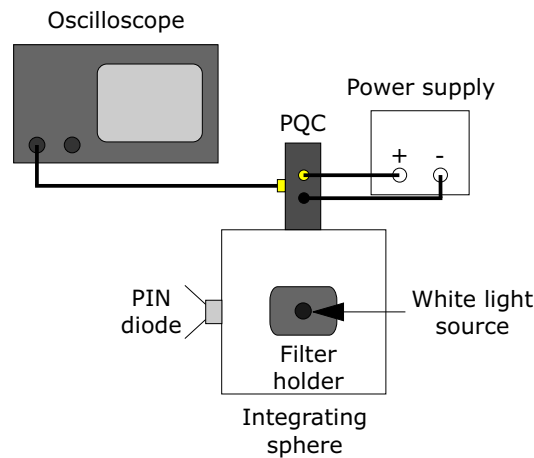 Oscilloscope
Power supply
PQC
+ -
PIN
diode
White light
source
Filter
holder
Integrating
sphere